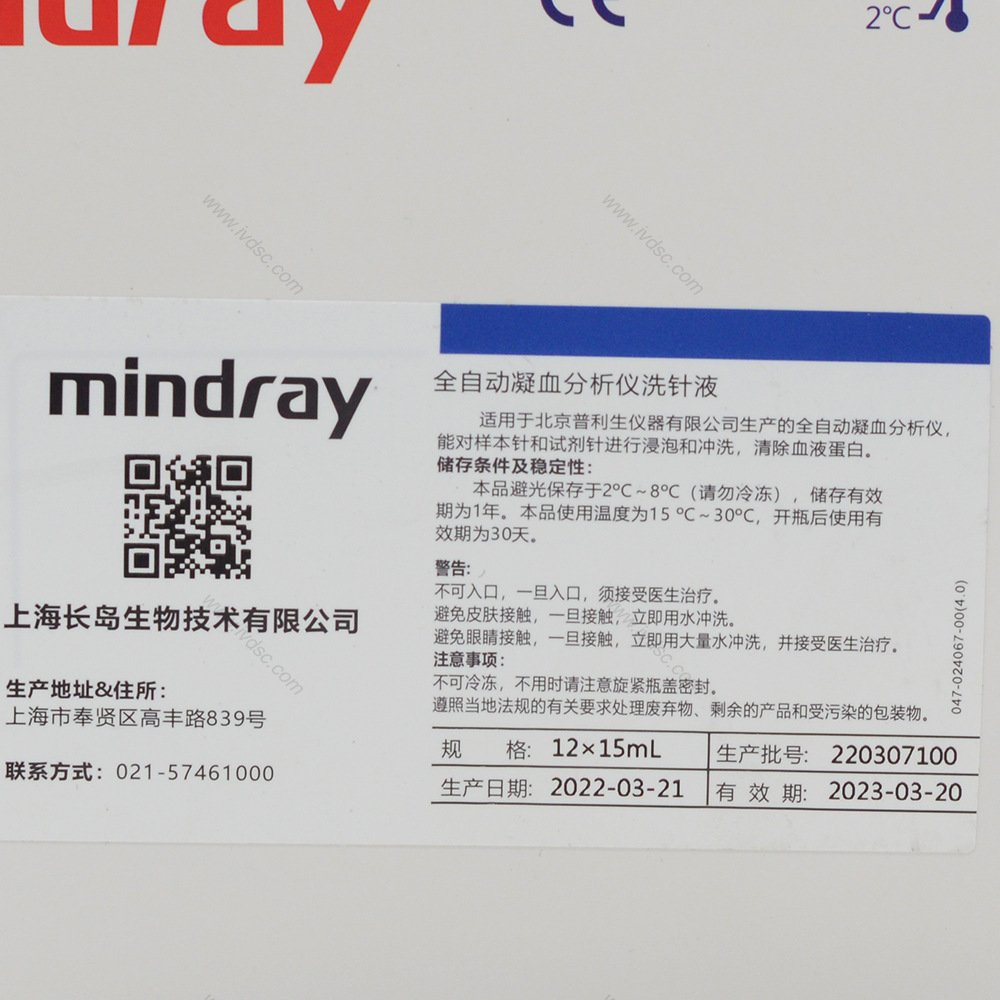 mindray
2℃
www.ivdsc.com
www.ivdsc.com
mindray
上海长岛生物技术有限公司
生产地址&住所：
上海市奉贤区高丰路839号
联系方式：021-57461000
全自动凝血分析仪洗针液
适用于北京普利生仪器有限公司生产的全自动凝血分析仪，
能对样本针和试剂针进行浸泡和冲洗，清除血液蛋白。
储存条件及稳定性：
本品避光保存于2℃～8℃（请勿冷冻），储存有效
期为1年。本品使用温度为15 ℃～30℃，开瓶后使用有
效期为30天。
警告：
不可入口，一旦入口，须接受医生治疗。
避免皮肤接触，一旦接触，立即用水冲洗。
避免眼睛接触，一旦接触，立即用大量水冲洗，并接受医生治疗。
注意事项：
不可冷冻，不用时请注意旋紧瓶盖密封。
遵照当地法规的有关要求处理废弃物、剩余的产品和受污染的包装物。
047-024067-00(4.0)
规 格: 12×15mL 生产批号: 220307100
生产日期: 2022-03-21 有 效 期: 2023-03-20
www.ivdsc.com
www.ivdsc.com